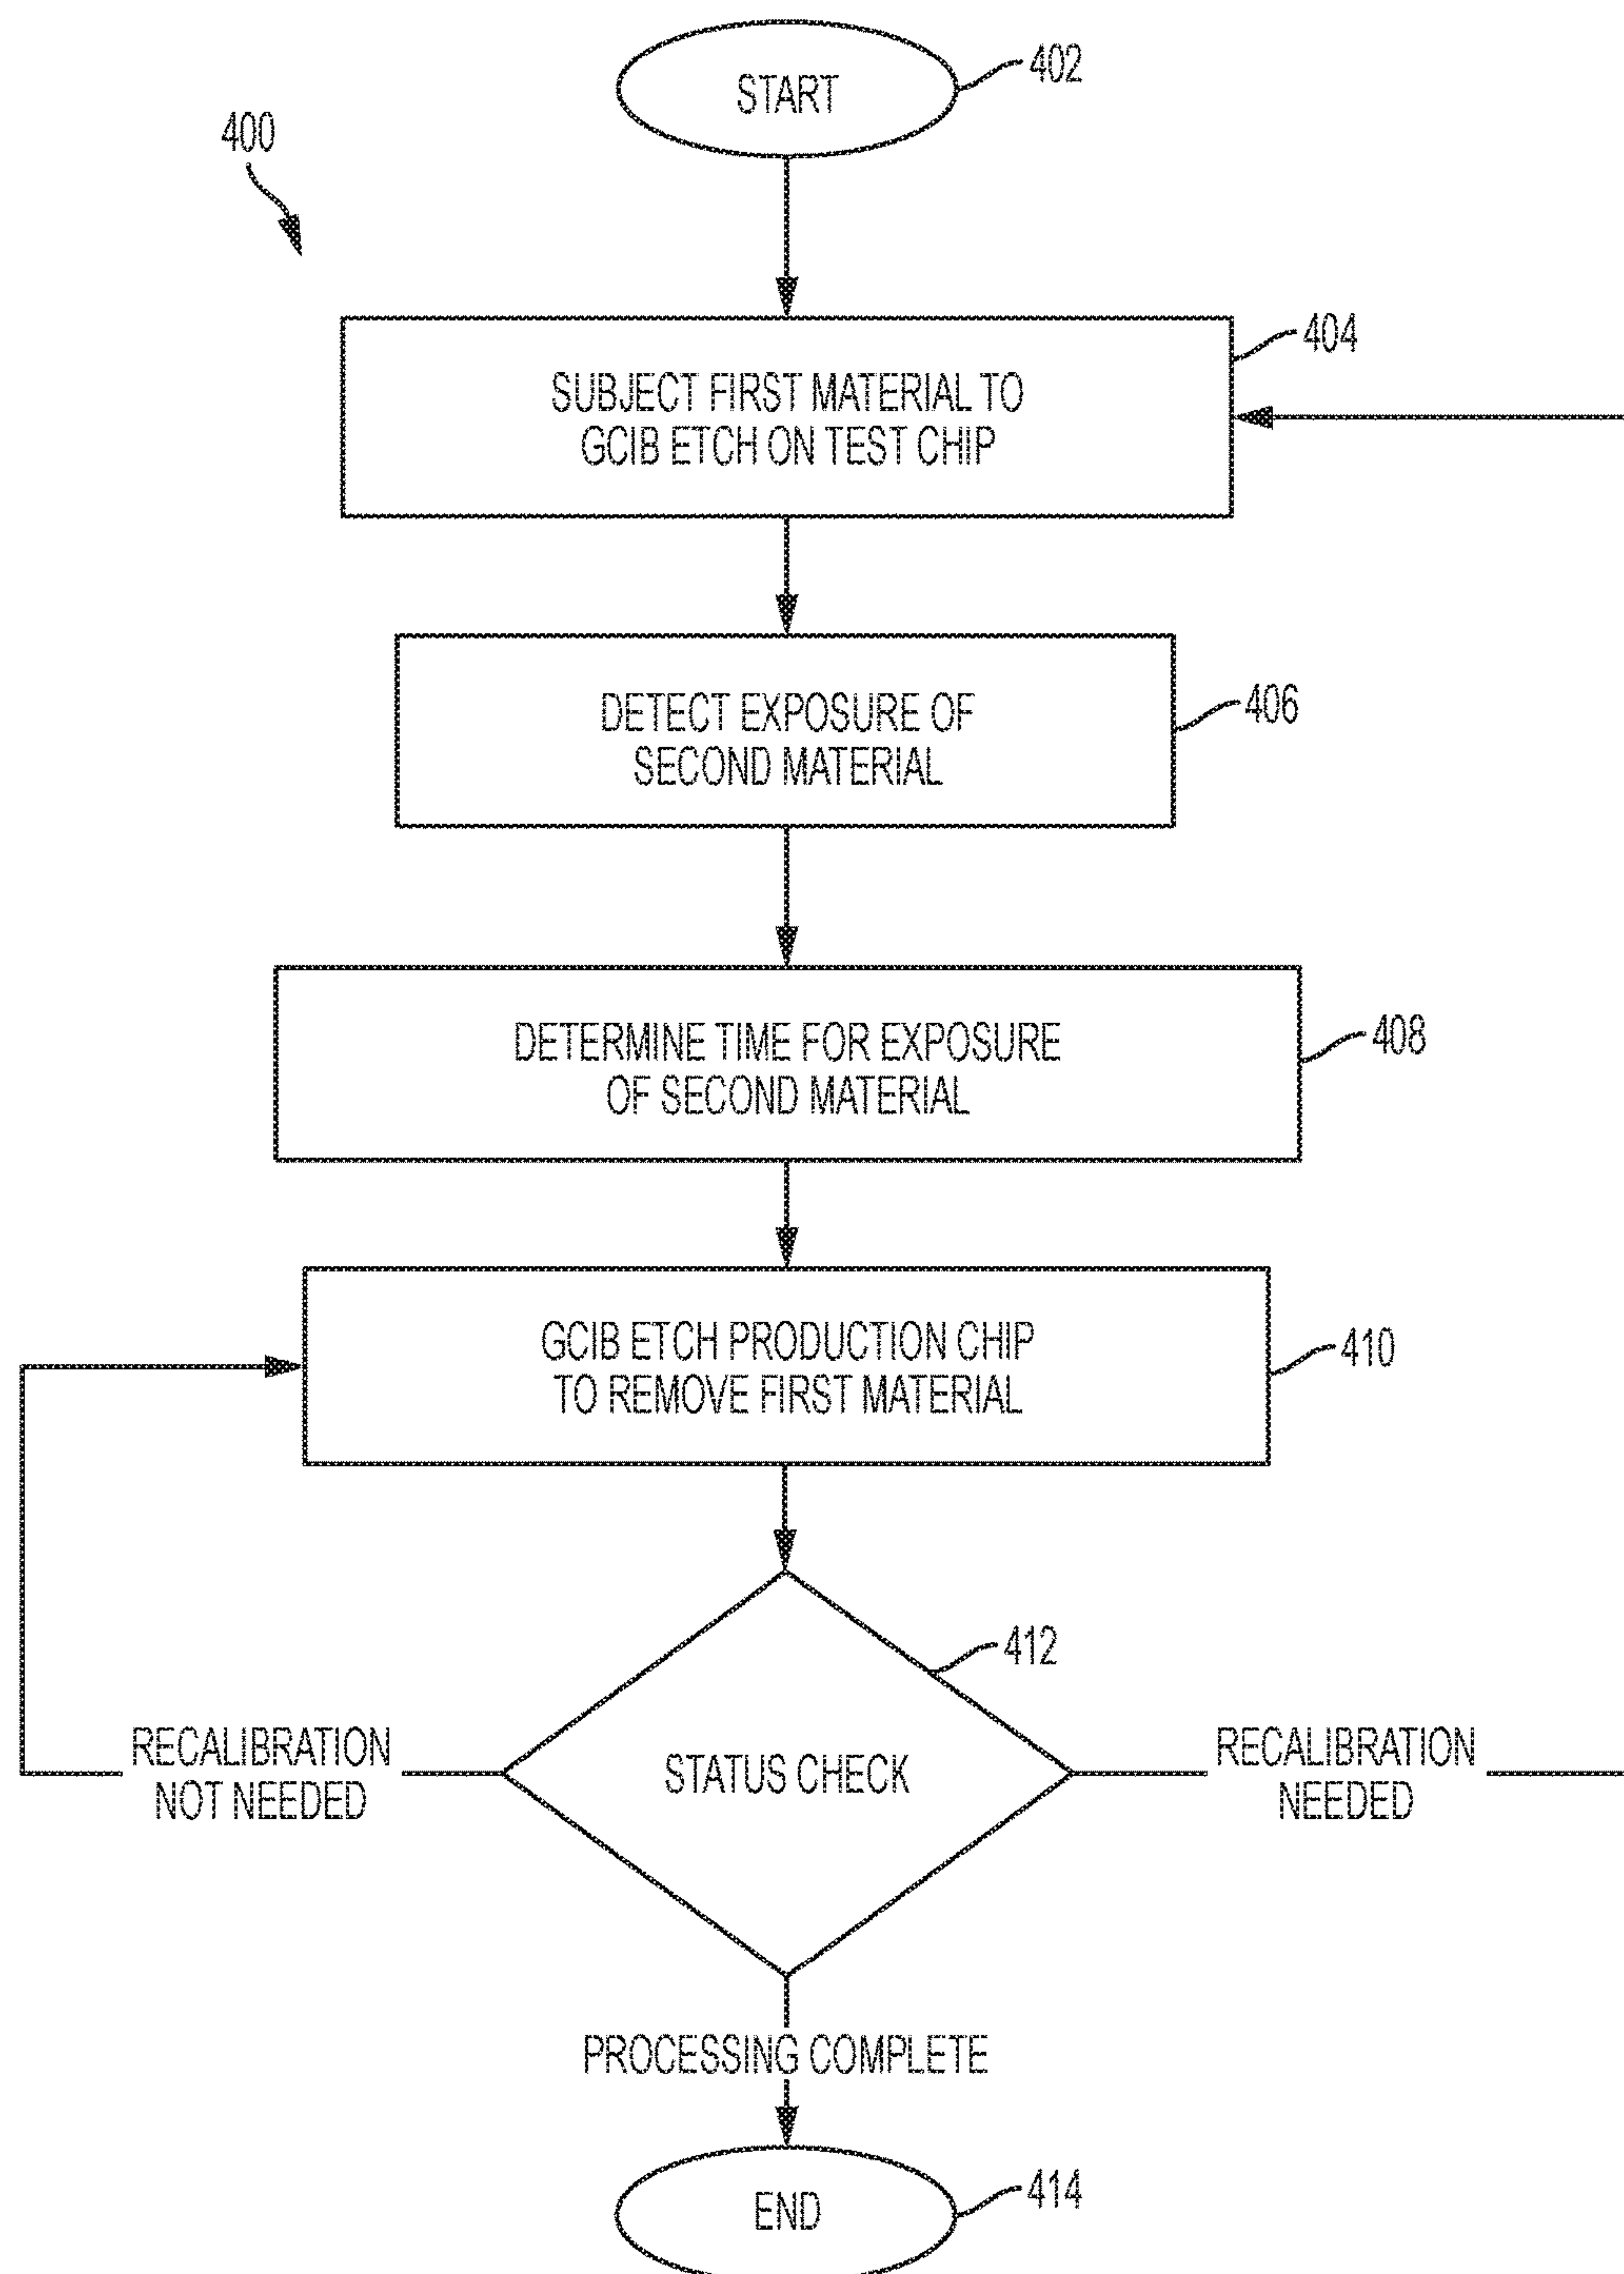 START
402
400
404
SUBJECT FIRST MATERIAL TO
GCIB ETCH ON TEST CHIP
406
DETECT EXPOSURE OF
SECOND MATERIAL
408
DETERMINE TIME FOR EXPOSURE
OF SECOND MATERIAL
410
GCIB ETCH PRODUCTION CHIP
TO REMOVE FIRST MATERIAL
412
RECALIBRATION
NOT NEEDED
STATUS CHECK
RECALIBRATION
NEEDED
PROCESSING COMPLETE
END
414